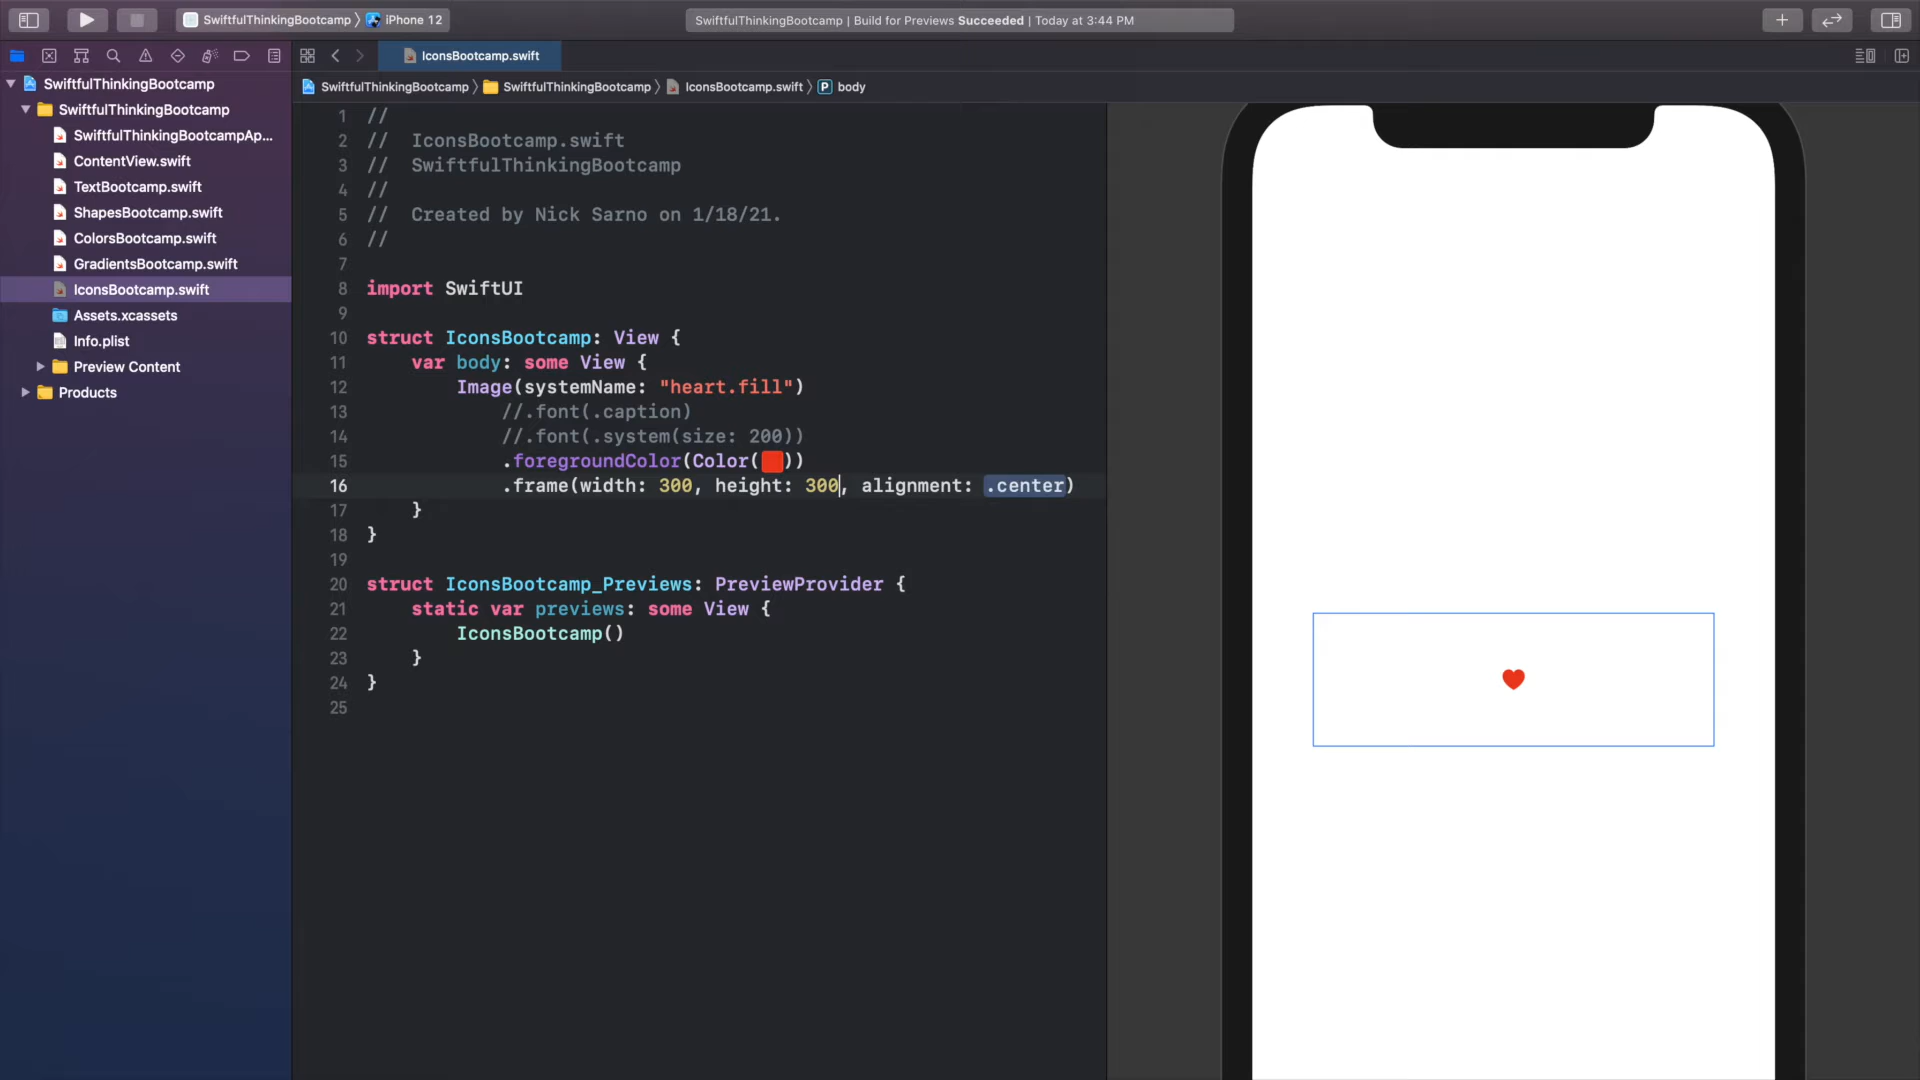 SwiftfulThinkingBootcamp 〉 iPhone 12
SwiftfulThinkingBootcamp | Build for Previews Succeeded | Today at 3:44 PM
IconsBootcamp.swift
SwiftfulThinkingBootcamp 〉 SwiftfulThinkingBootcamp 〉 IconsBootcamp.swift 〉 P body
SwiftfulThinkingBootcamp
SwiftfulThinkingBootcamp
SwiftfulThinkingBootcampAp...
ContentView.swift
TextBootcamp.swift
ShapesBootcamp.swift
ColorsBootcamp.swift
GradientsBootcamp.swift
IconsBootcamp.swift
Assets.xcassets
Info.plist
Preview Content
Products
1 //
2 //  IconsBootcamp.swift
3 //  SwiftfulThinkingBootcamp
4 //
5 //  Created by Nick Sarno on 1/18/21.
6 //
7
8 import SwiftUI
9
10 struct IconsBootcamp: View {
11     var body: some View {
12         Image(systemName: "heart.fill")
13             //.font(.caption)
14             //.font(.system(size: 200))
15             .foregroundColor(Color())
16             .frame(width: 300, height: 300, alignment: .center)
17     }
18 }
19
20 struct IconsBootcamp_Previews: PreviewProvider {
21     static var previews: some View {
22         IconsBootcamp()
23     }
24 }
25